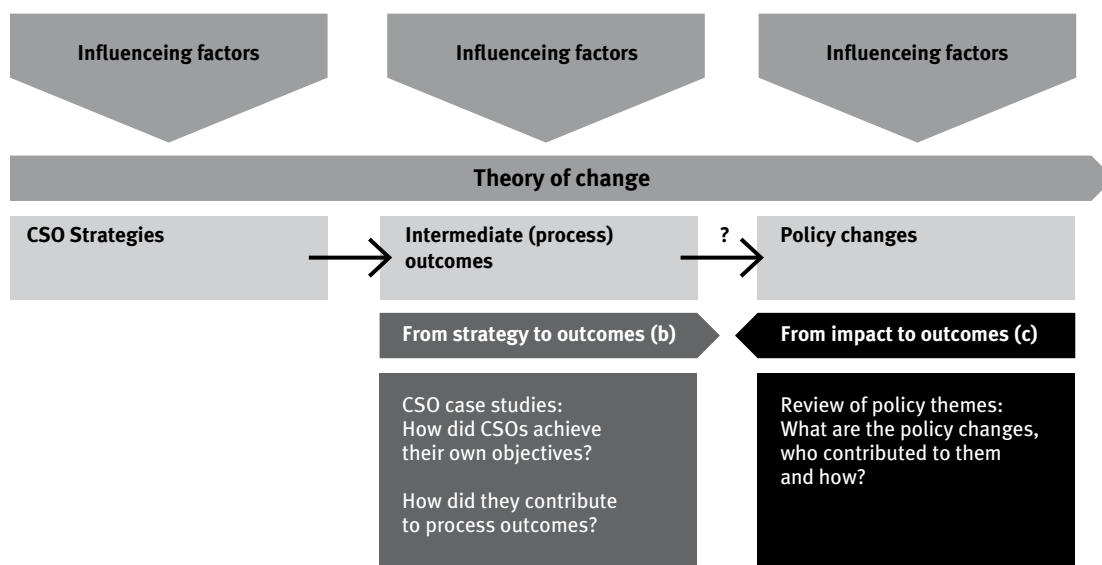 Influenceing factors
Influenceing factors
Influenceing factors
Theory of change
CSO Strategies
Intermediate (process)
outcomes
?
Policy changes
From strategy to outcomes (b)
From impact to outcomes (c)
CSO case studies:
How did CSOs achieve
their own objectives?
How did they contribute
to process outcomes?
Review of policy themes:
What are the policy changes,
who contributed to them
and how?